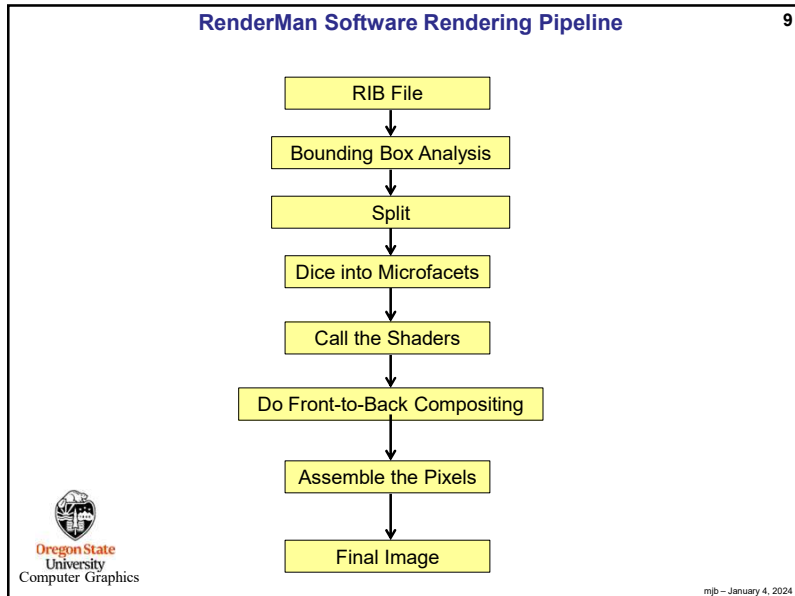 RenderMan Software Rendering Pipeline
9
RIB File
Bounding Box Analysis
Split
Dice into Microfacets
Call the Shaders
Do Front-to-Back Compositing
Assemble the Pixels
Final Image
Oregon State
University
Computer Graphics
mjb – January 4, 2024